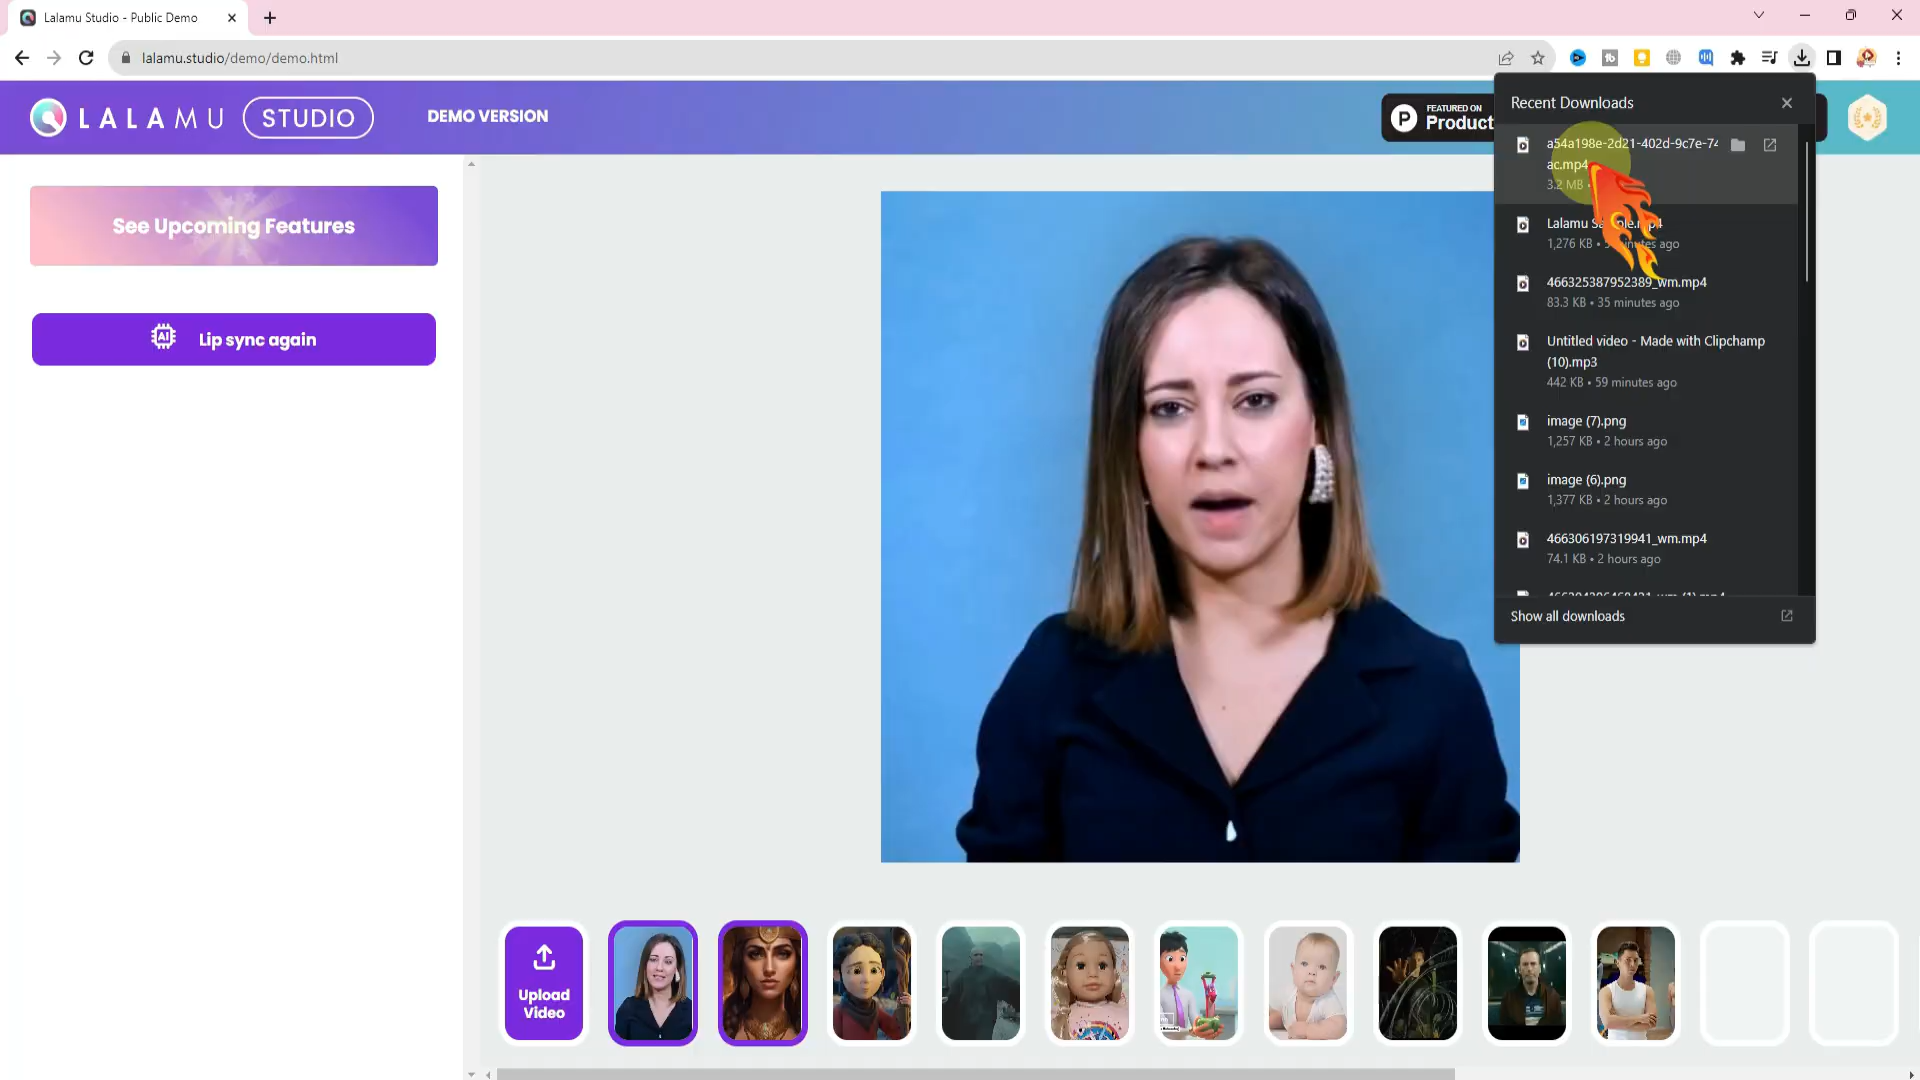 Lalamu Studio - Public Demo
lalamu.studio/demo/demo.html
LALAMU STUDIO
DEMO VERSION
FEATURED ON
Product
Recent Downloads
a54a198e-2d21-402d-9c7e-74
ac.mp4
3.2 MB •
Lalamu
1,276 KB • minutes ago
466325387952389_wm.mp4
83.3 KB • 35 minutes ago
Untitled video - Made with Clipchamp
(10).mp3
442 KB • 59 minutes ago
image (7).png
1,257 KB • 2 hours ago
image (6).png
1,377 KB • 2 hours ago
466306197319941_wm.mp4
74.1 KB • 2 hours ago
Show all downloads
See Upcoming Features
AI
Lip sync again
Upload
Video